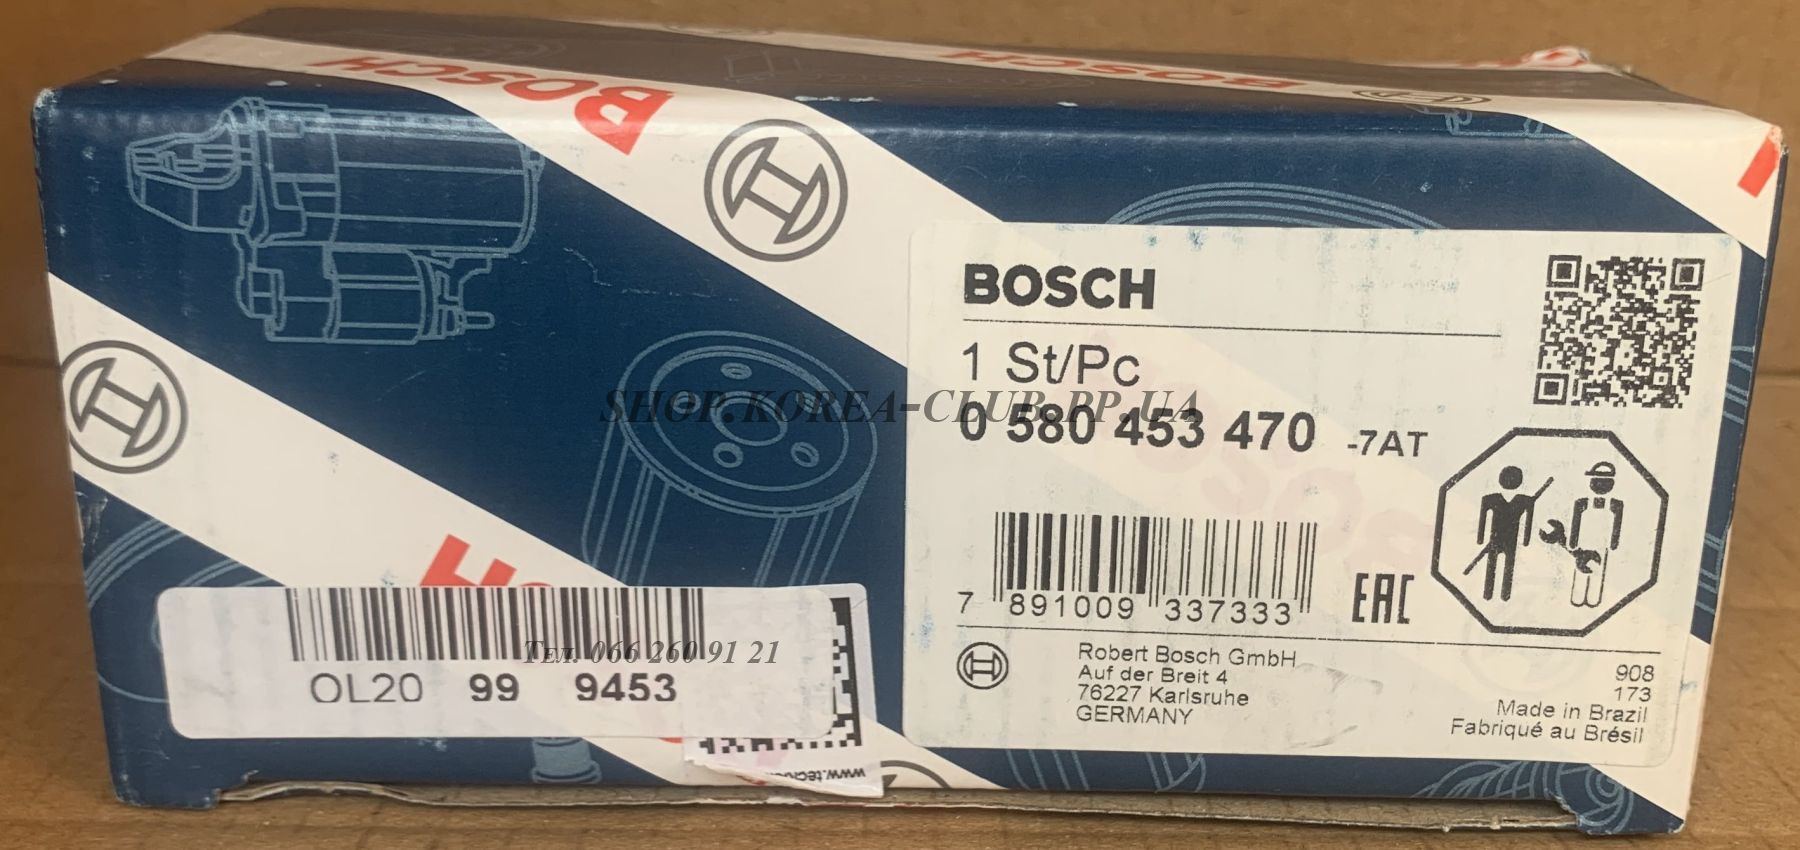 BOSCH
BOSCH
BOSCH
1 St/Pc
SHOP.KOREA-CLUB.PP.UA
0 580 453 470 -7AT
7 891009 337333
EAC
Тел. 066 260 91 21
OL20 99 9453
Robert Bosch GmbH
Auf der Breit 4
76227 Karlsruhe
GERMANY
908
173
Made in Brazil
Fabriqué au Brésil